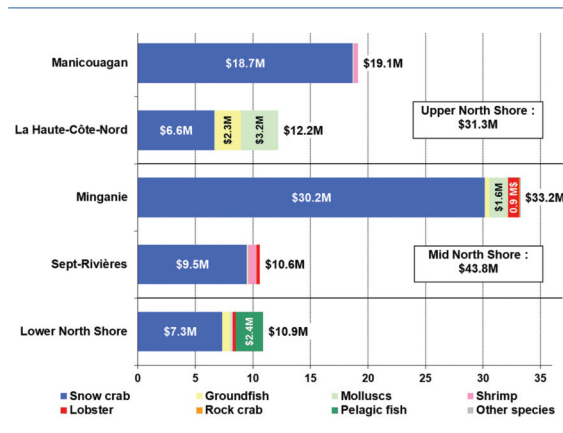 Manicouagan
$18.7M
$19.1M
La Haute-Côte-Nord
$6.6M
$2.3M
$3.2M
$12.2M
Upper North Shore :
$31.3M
Minganie
$30.2M
$1.6M
0.9 M$
$33.2M
Sept-Rivières
$9.5M
$10.6M
Mid North Shore :
$43.8M
Lower North Shore
$7.3M
$2.4M
$10.9M
0 5 10 15 20 25 30 35
Snow crab Groundfish Molluscs Shrimp
Lobster Rock crab Pelagic fish Other species